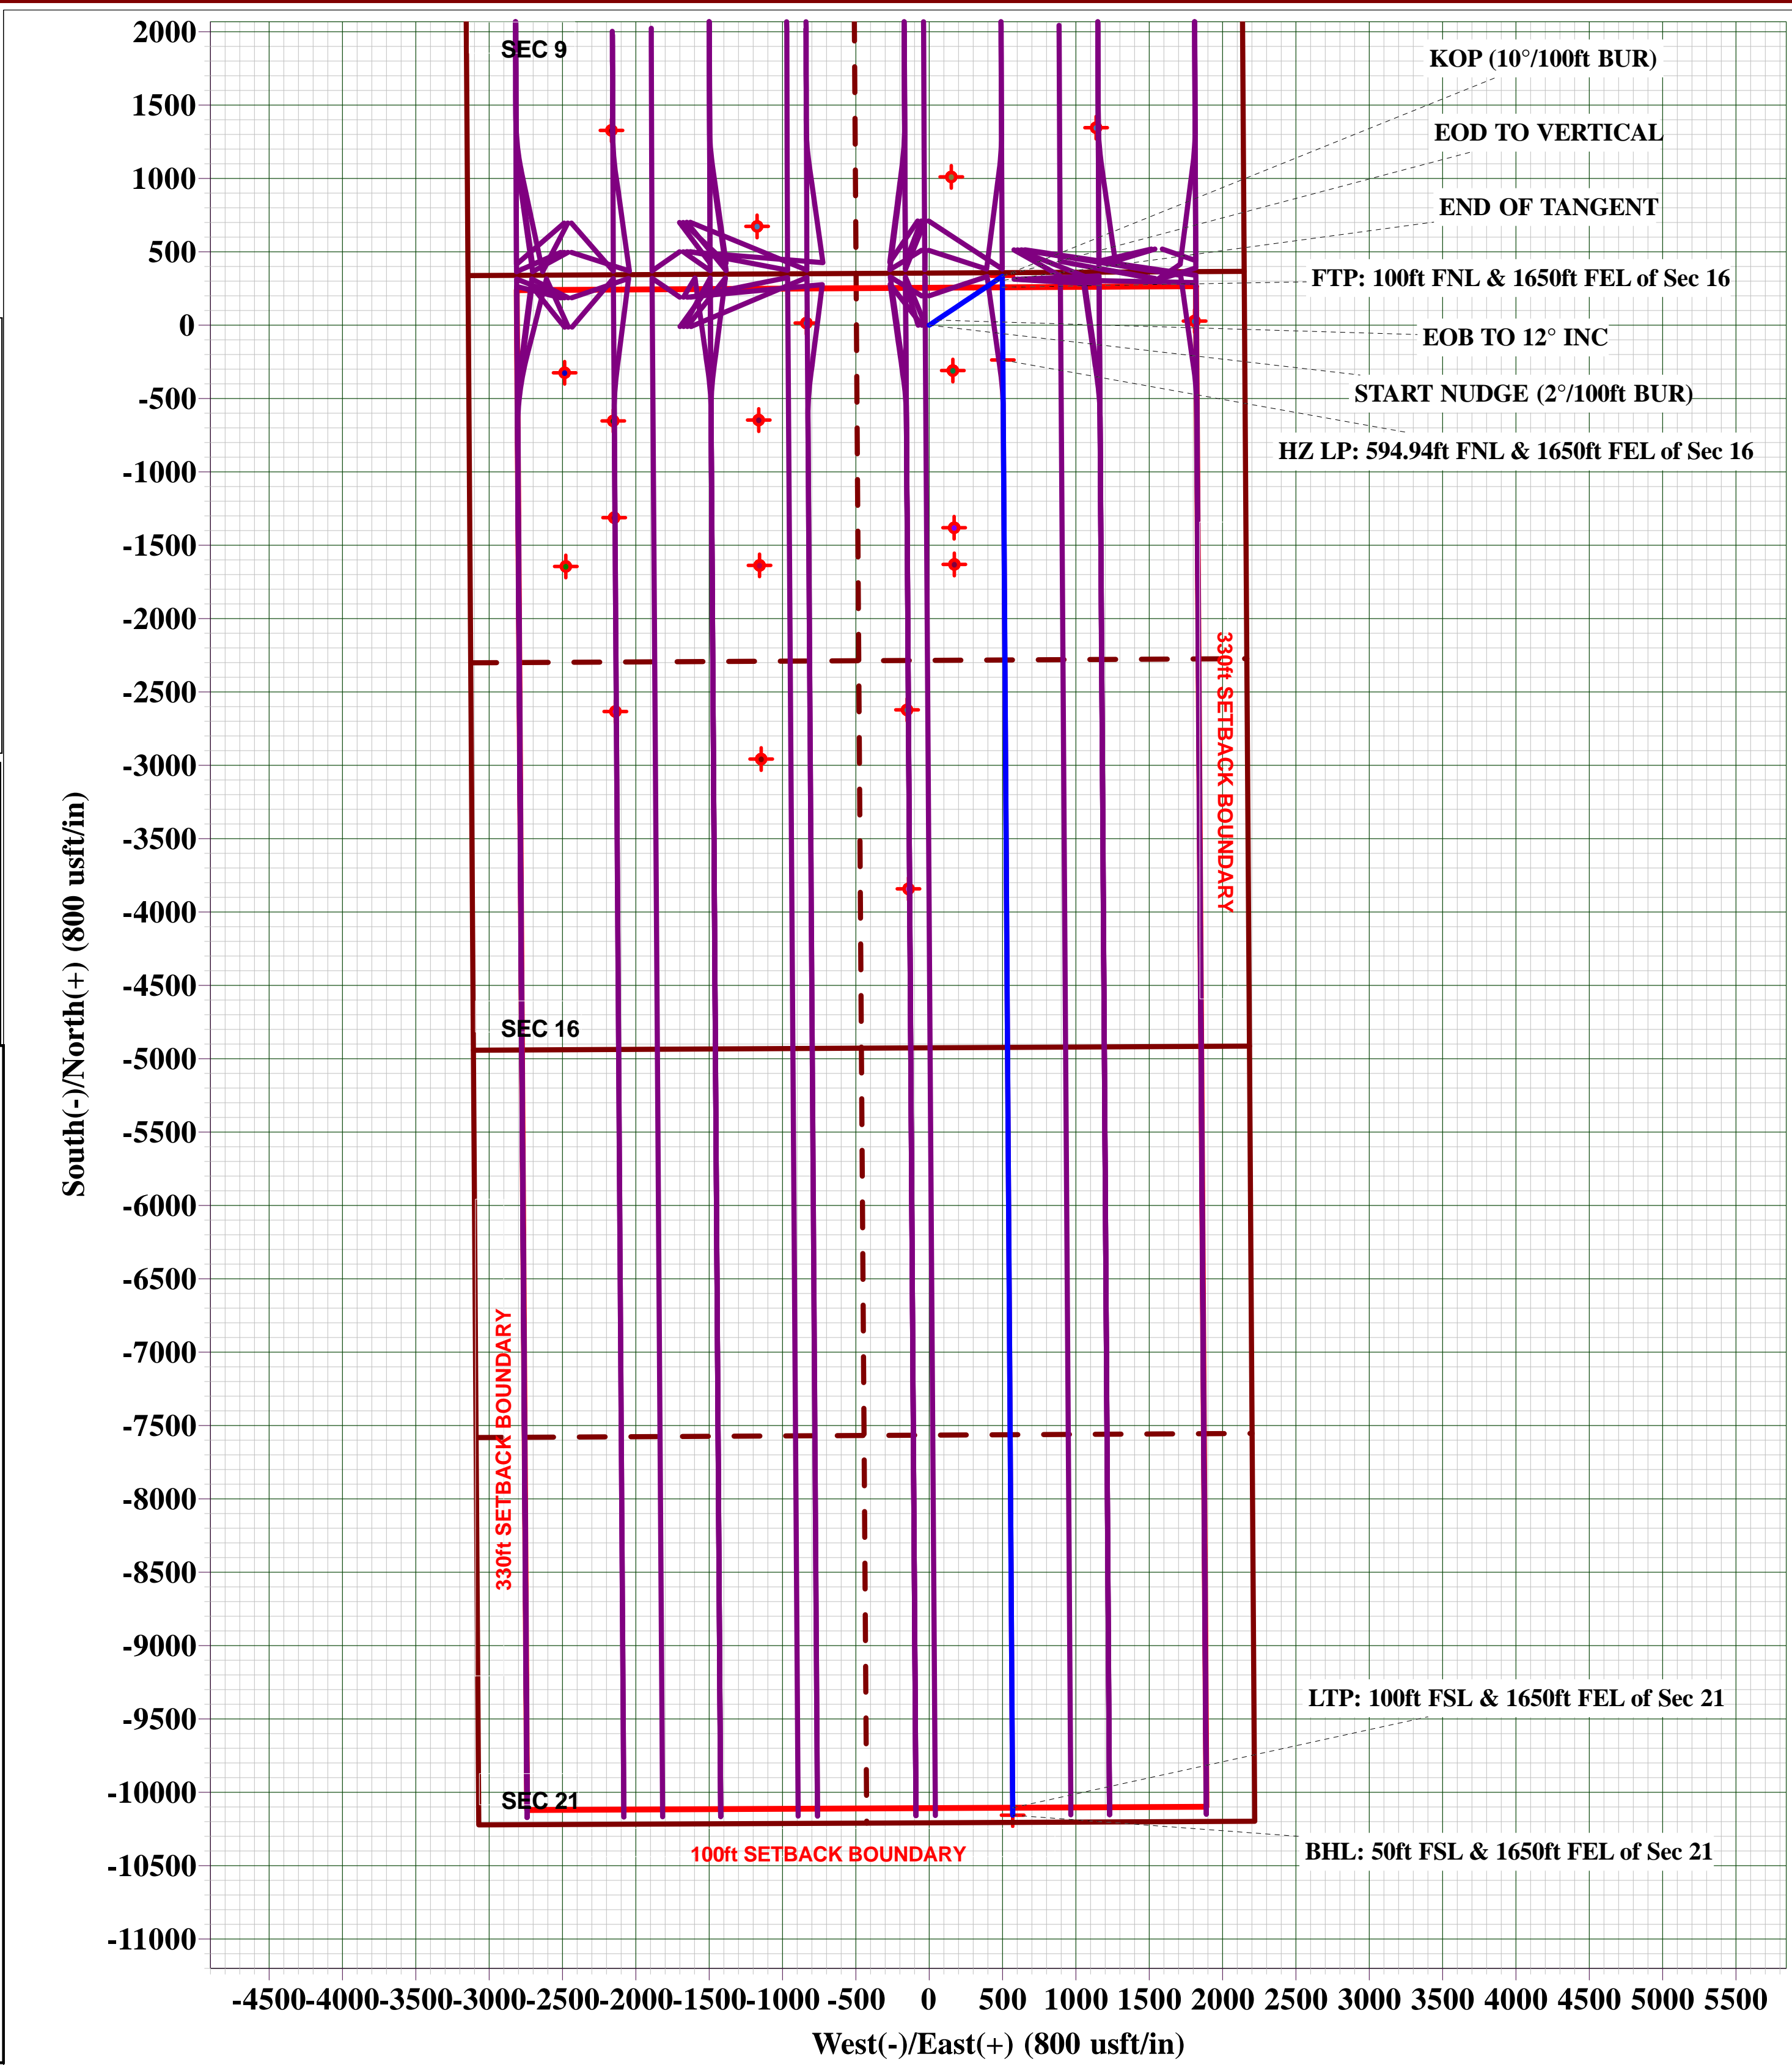 2000
1500
1000
500
0
-500
-1000
-1500
-2000
-2500
-3000
-3500
-4000
-4500
-5000
-5500
-6000
-6500
-7000
-7500
-8000
-8500
-9000
-9500
-10000
-10500
-11000
South(-)/North(+) (800 usft/in)
SEC 9
KOP (10°/100ft BUR)
EOD TO VERTICAL
END OF TANGENT
FTP: 100ft FNL & 1650ft FEL of Sec 16
EOB TO 12° INC
START NUDGE (2°/100ft BUR)
HZ LP: 594.94ft FNL & 1650ft FEL of Sec 16
330ft SETBACK BOUNDARY
SEC 16
330ft SETBACK BOUNDARY
LTP: 100ft FSL & 1650ft FEL of Sec 21
SEC 21
100ft SETBACK BOUNDARY
BHL: 50ft FSL & 1650ft FEL of Sec 21
-4500 -4000 -3500 -3000 -2500 -2000 -1500 -1000 -500 0 500 1000 1500 2000 2500 3000 3500 4000 4500 5000 5500
West(-)/East(+) (800 usft/in)